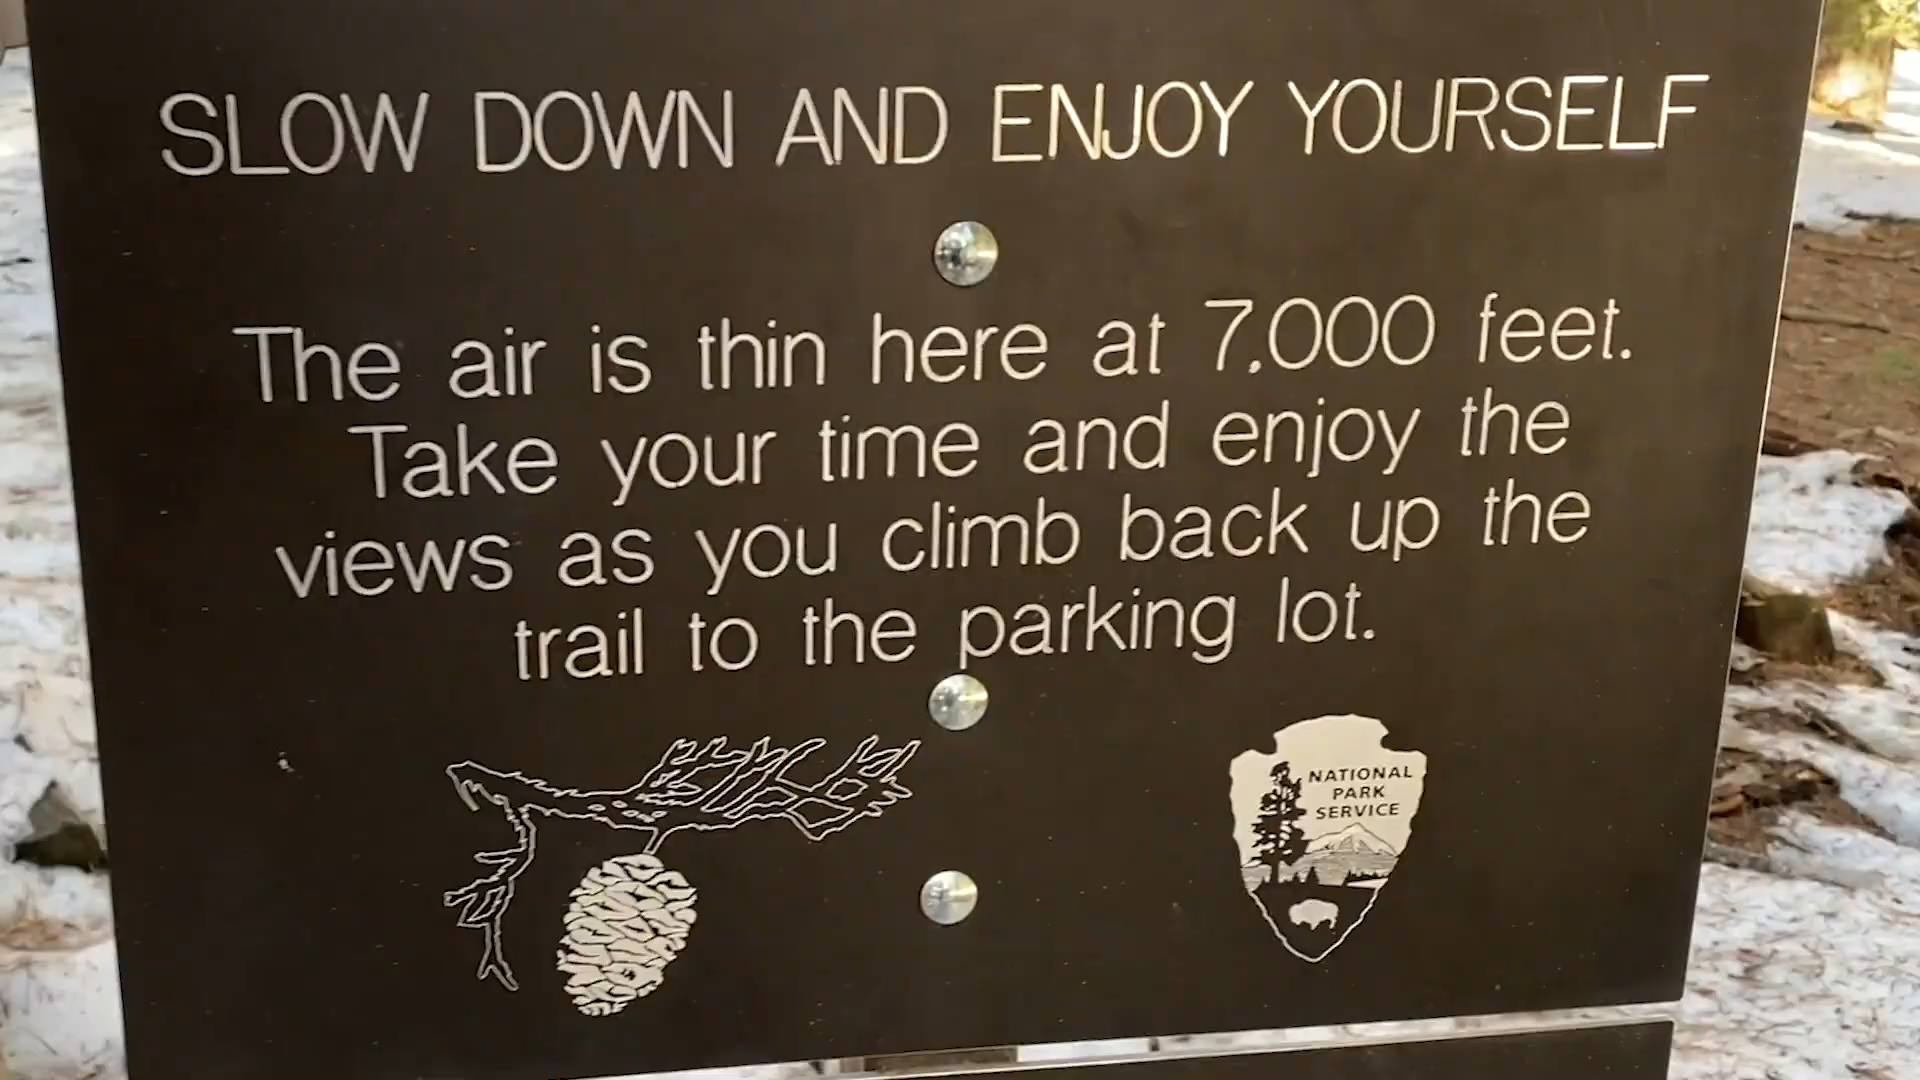 SLOW DOWN AND ENJOY YOURSELF
The air is thin here at 7,000 feet.
Take your time and enjoy the
views as you climb back up the
trail to the parking lot.
NATIONAL
PARK
SERVICE